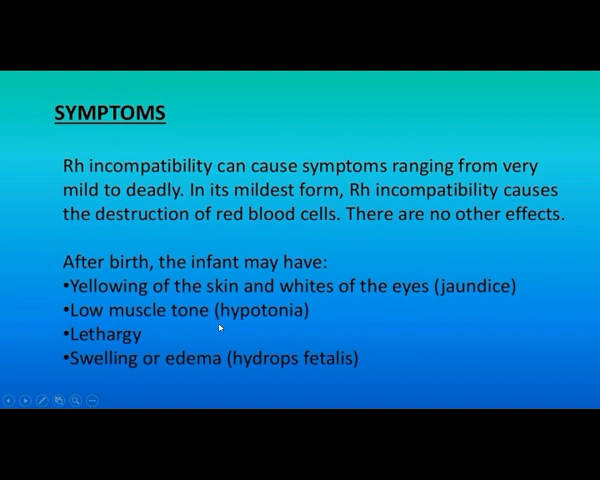 SYMPTOMS
Rh incompatibility can cause symptoms ranging from very
mild to deadly. In its mildest form, Rh incompatibility causes
the destruction of red blood cells. There are no other effects.
After birth, the infant may have:
•Yellowing of the skin and whites of the eyes (jaundice)
•Low muscle tone (hypotonia)
•Lethargy
•Swelling or edema (hydrops fetalis)